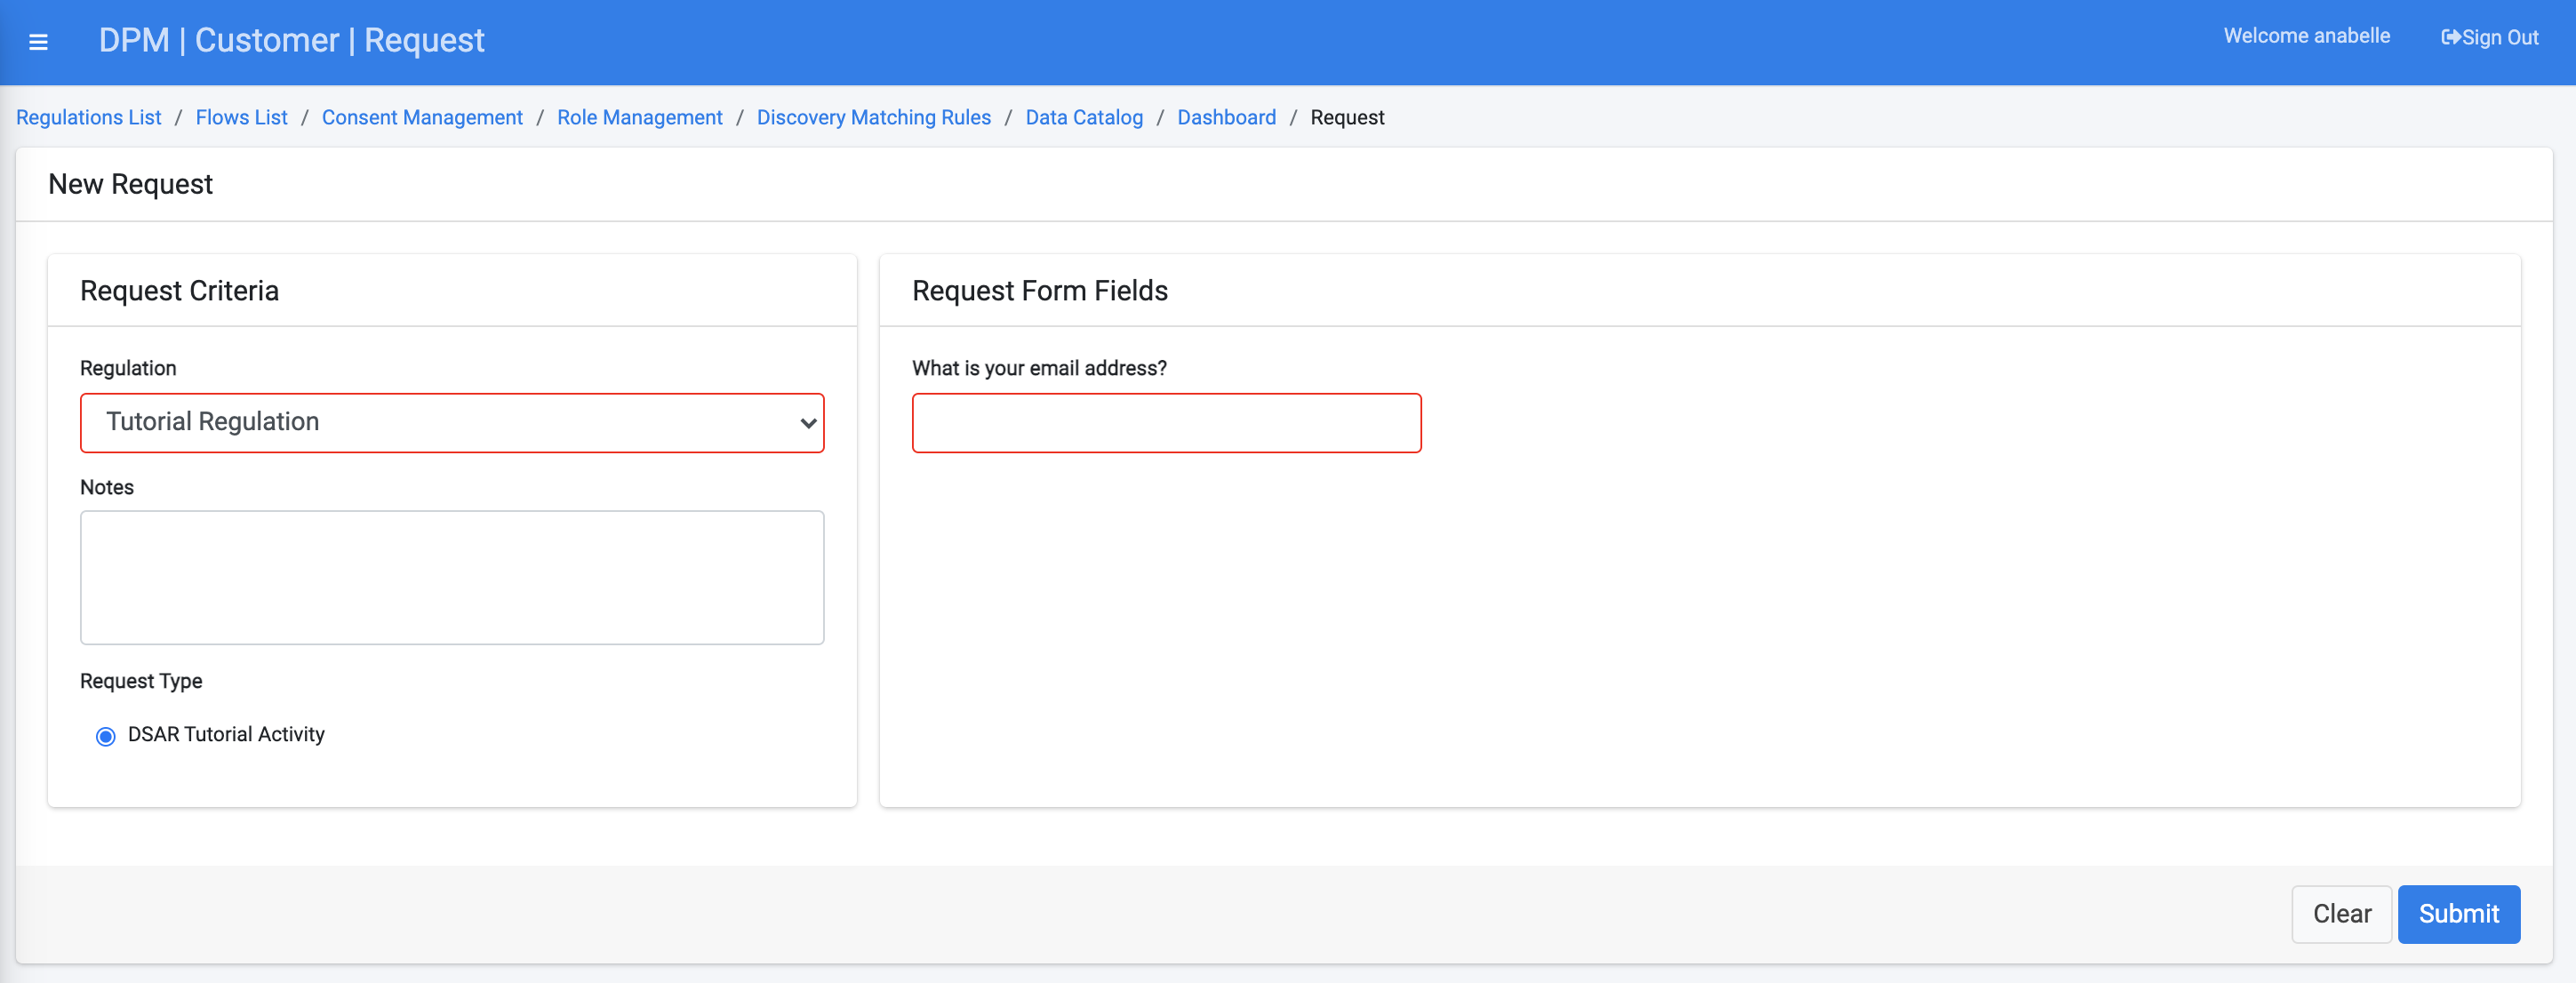 DPM | Customer | Request
Welcome anabelle
Sign Out
Regulations List / Flows List / Consent Management / Role Management / Discovery Matching Rules / Data Catalog / Dashboard / Request
New Request
Request Criteria
Request Form Fields
Regulation
Tutorial Regulation
What is your email address?
Notes
Request Type
DSAR Tutorial Activity
Clear
Submit